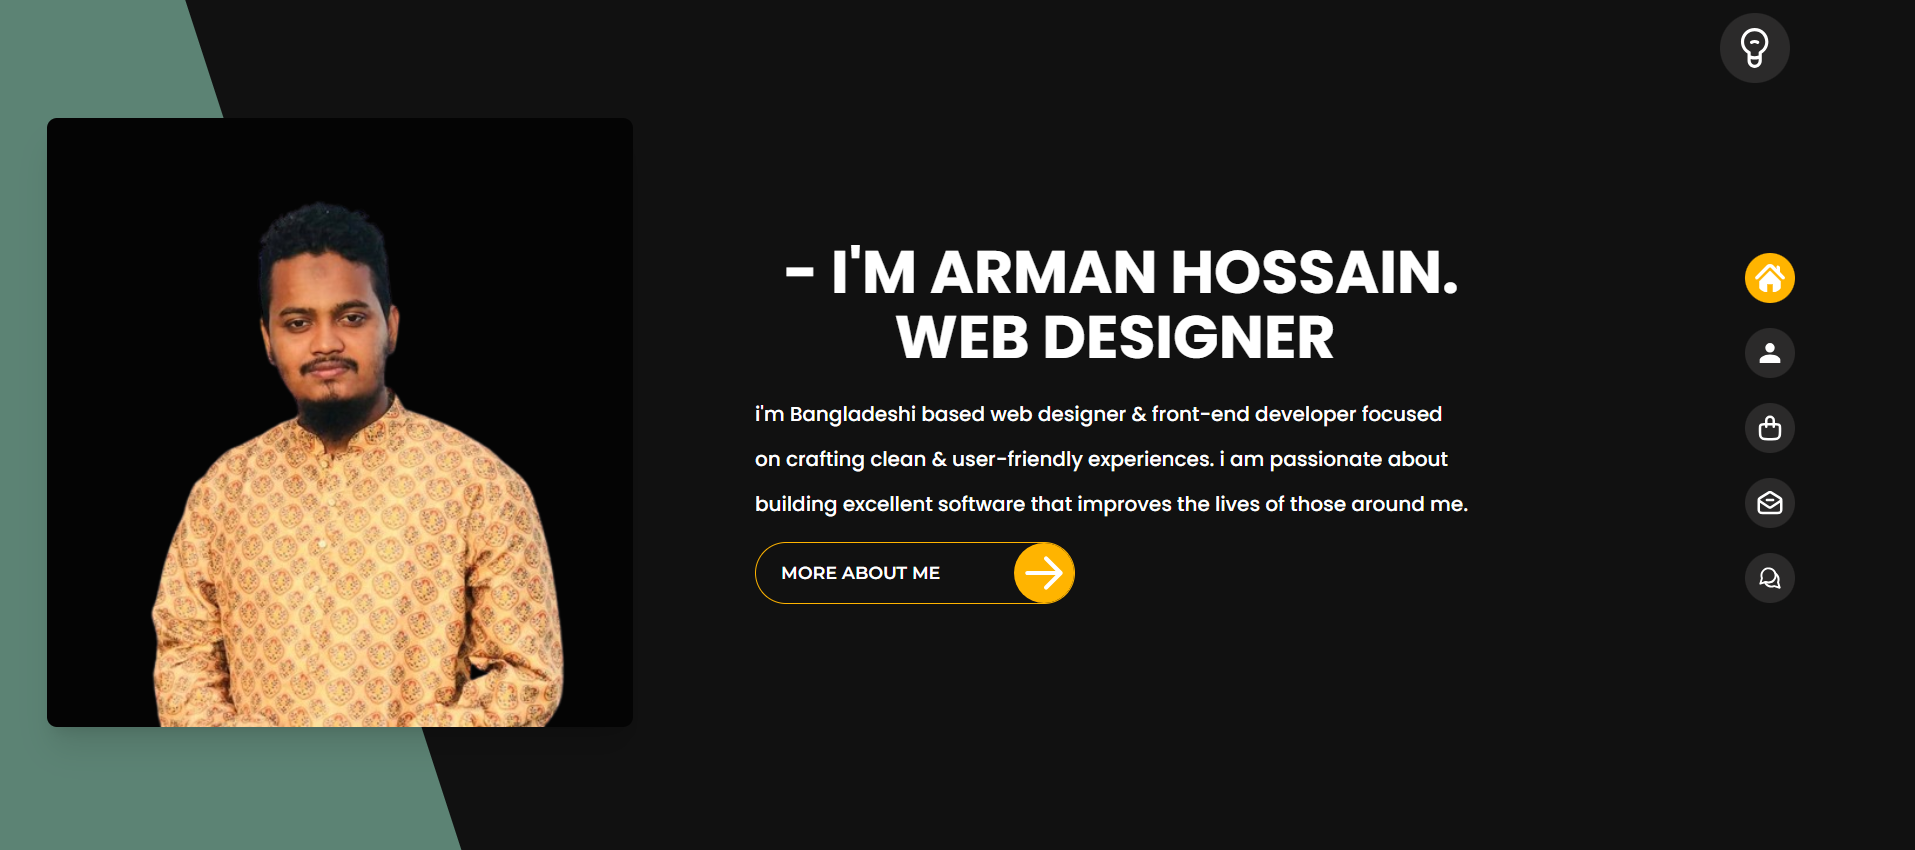 - I'M ARMAN HOSSAIN.
WEB DESIGNER
i'm Bangladeshi based web designer & front-end developer focused
on crafting clean & user-friendly experiences. i am passionate about
building excellent software that improves the lives of those around me.
MORE ABOUT ME